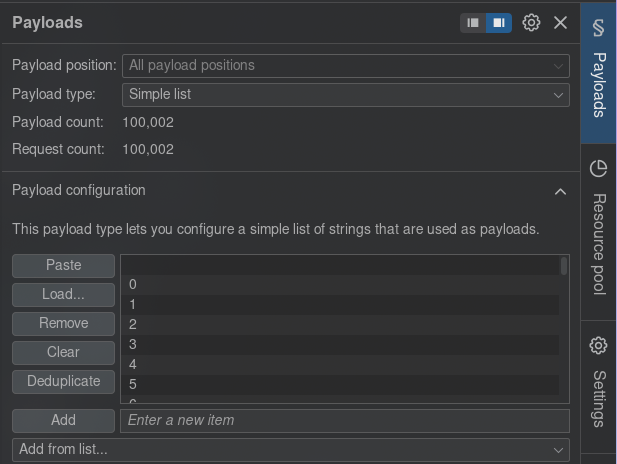 Payloads
Payload position: All payload positions
Payload type: Simple list
Payload count: 100,002
Request count: 100,002
Payload configuration
This payload type lets you configure a simple list of strings that are used as payloads.
Paste
Load...
Remove
Clear
Deduplicate
0
1
2
3
4
5
Add Enter a new item
Add from list...
§
Payloads
Resource pool
Settings